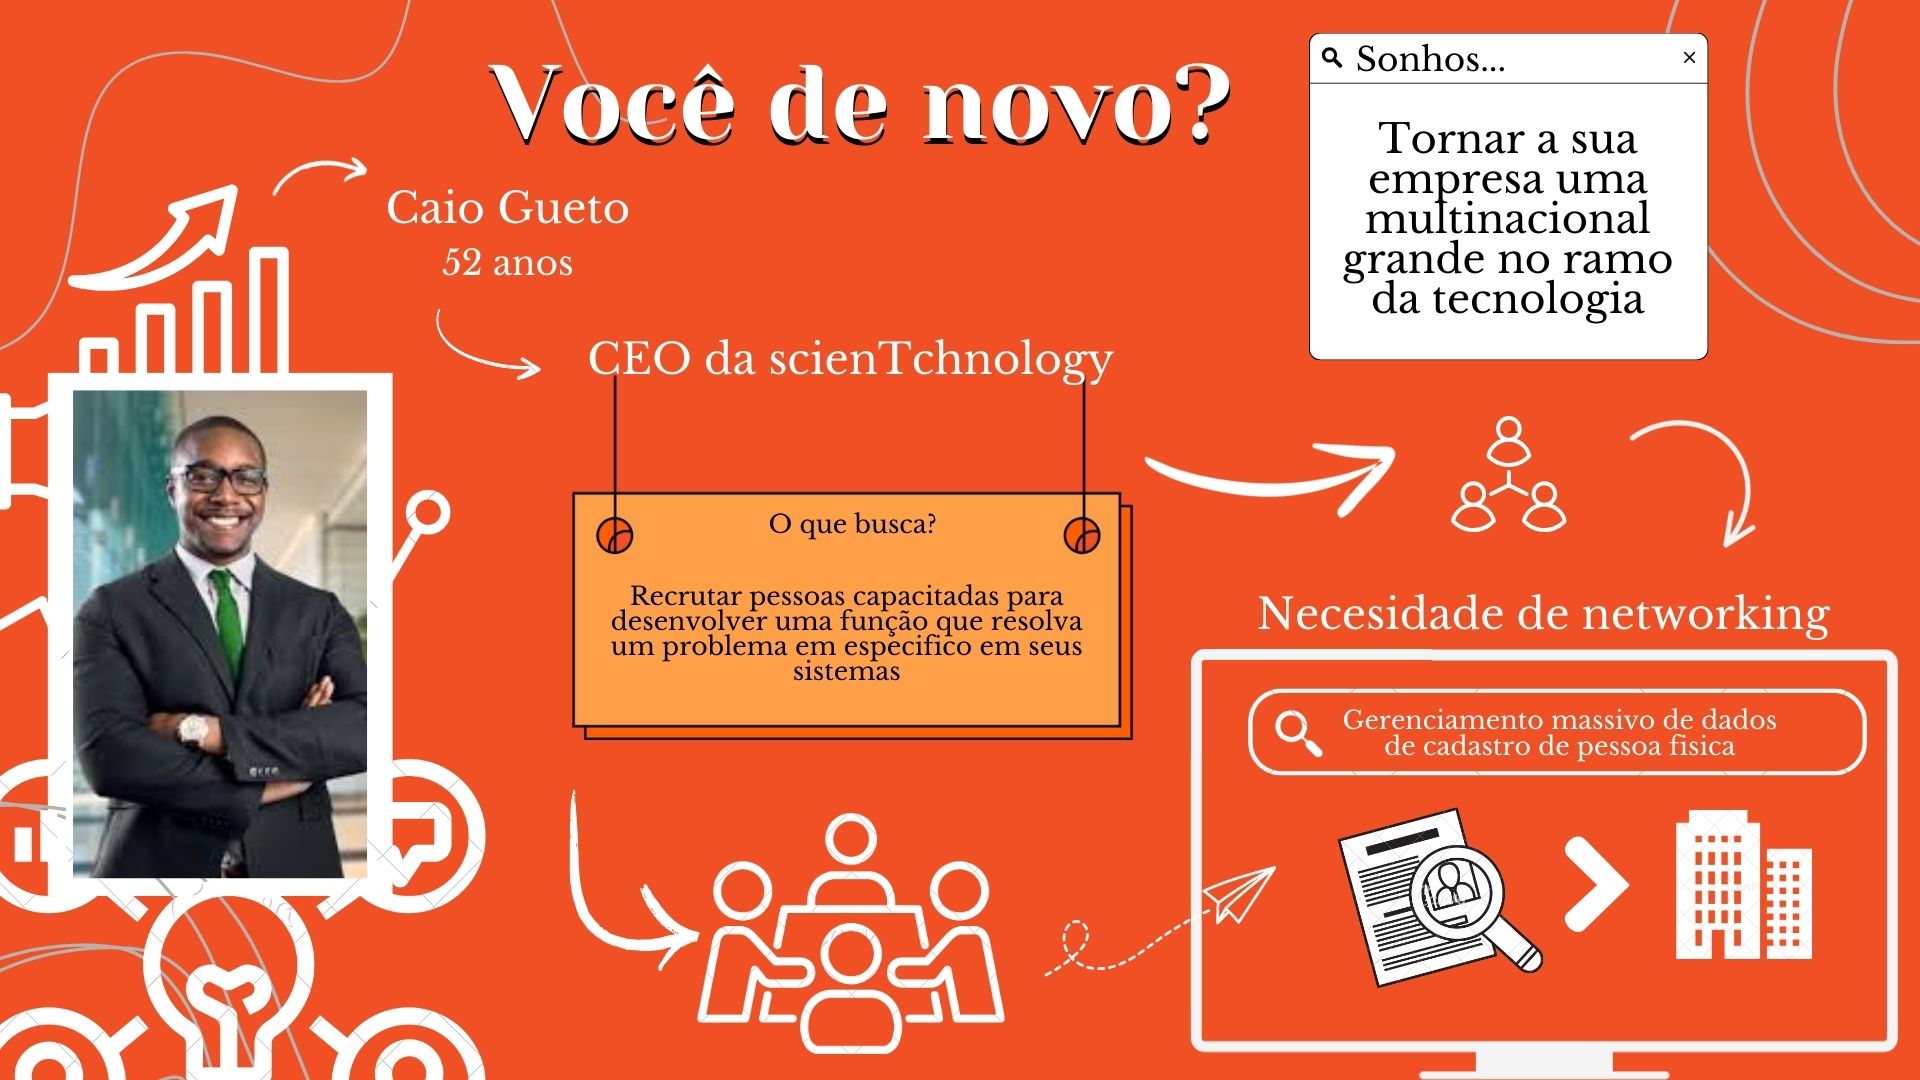 Você de novo?
Caio Gueto
52 anos
CEO da scienTchnology
Sonhos...
Tornar a sua
empresa uma
multinacional
grande no ramo
da tecnologia
O que busca?
Recrutar pessoas capacitadas para
desenvolver uma função que resolva
um problema em especifico em seus
sistemas
Necesidade de networking
Gerenciamento massivo de dados
de cadastro de pessoa fisica